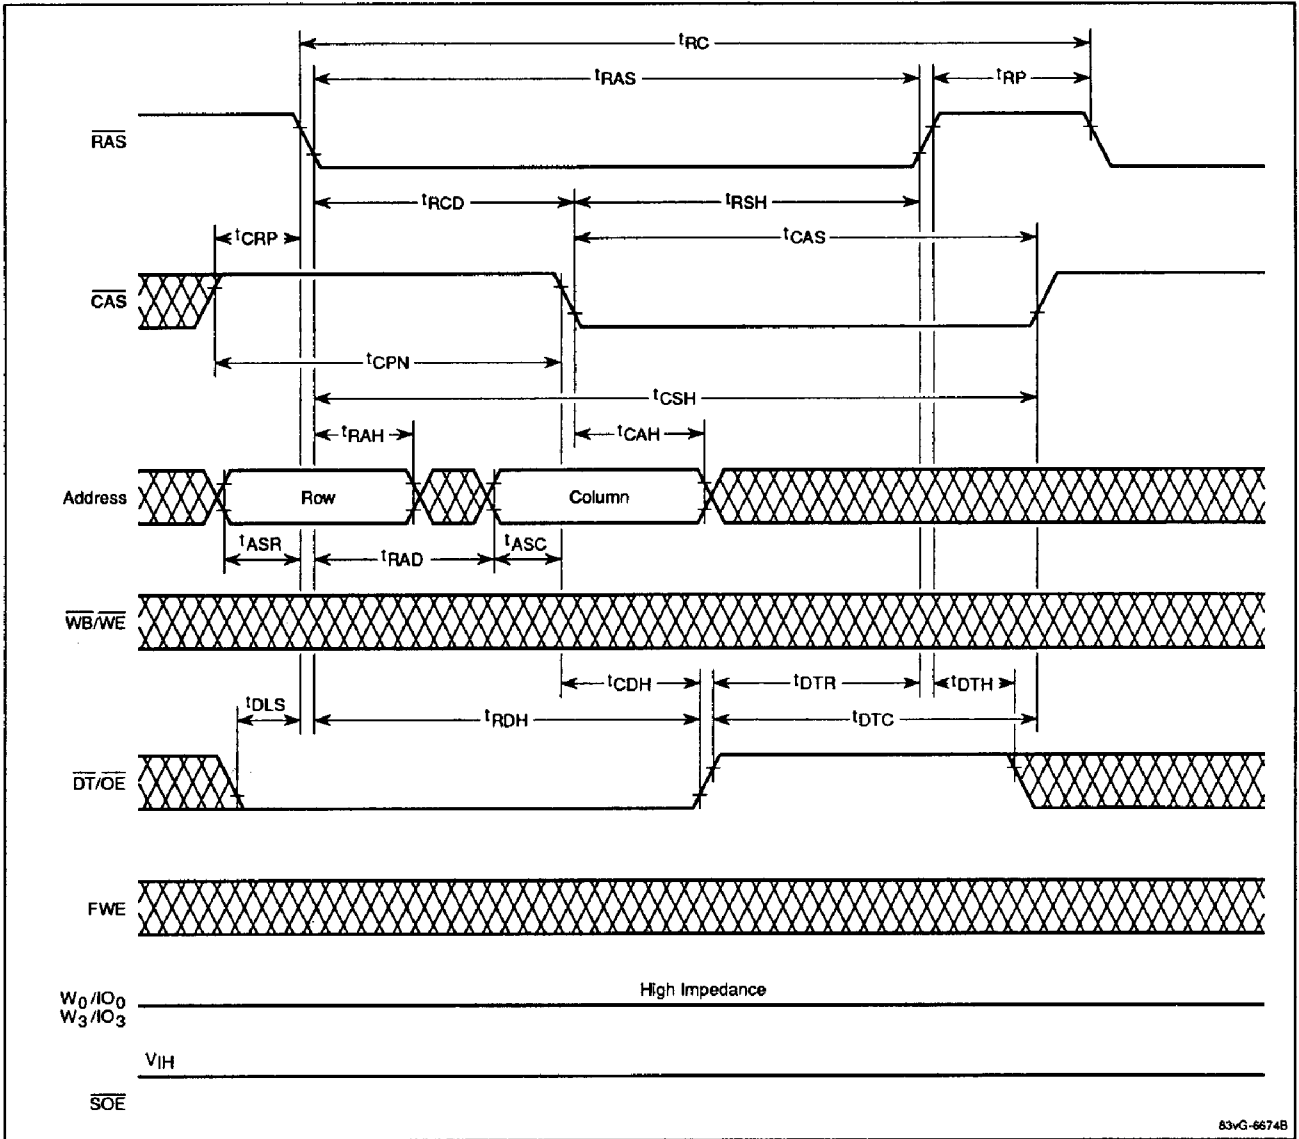 tRC
tRAS
tRP
RAS
tRCD
tRSH
tCRP
tCAS
CAS
tCPN
tCSH
tRAH
tCAH
Address
Row
Column
tASR
tRAD
tASC
WB/WE
tCDH
tDTR
tDTH
tDLS
tRDH
tDTC
DT/OE
FWE
W0/IO0
W3/IO3
High Impedance
VIH
SOE
83vG-6674B